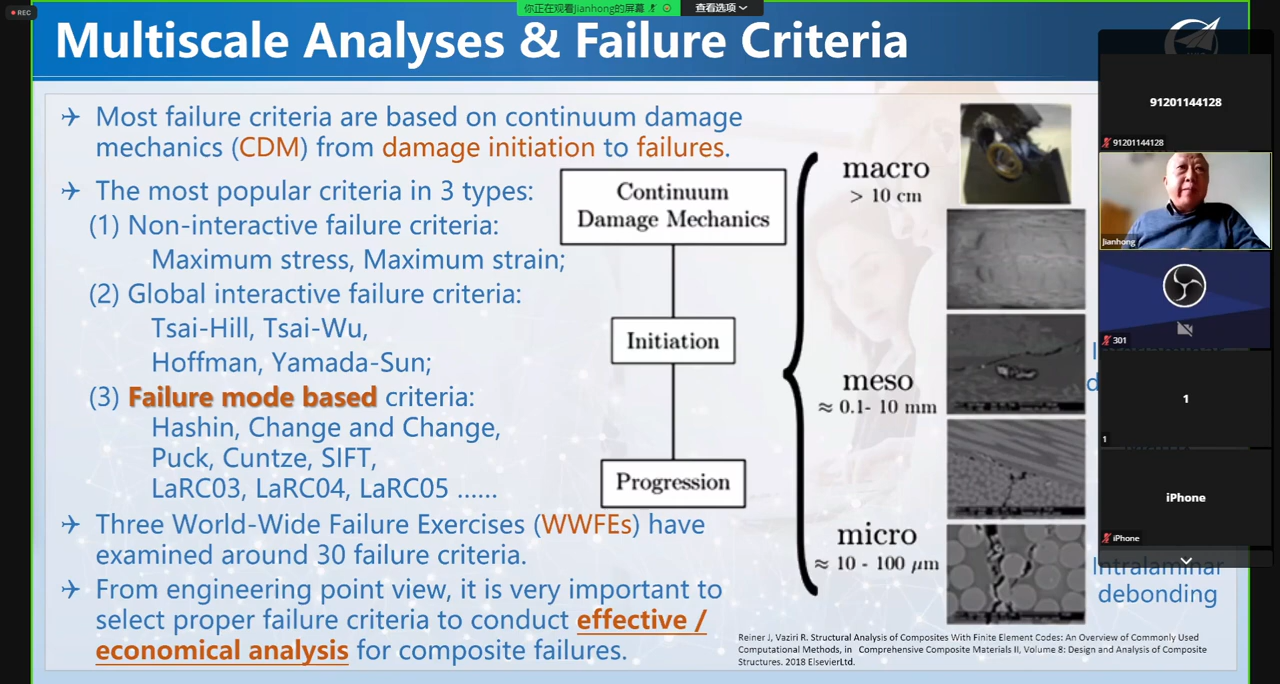 REC
你正在观看Jianhong的屏幕
查看选项
Multiscale Analyses & Failure Criteria
Most failure criteria are based on continuum damage
mechanics (CDM) from damage initiation to failures.
The most popular criteria in 3 types:
(1) Non-interactive failure criteria:
Maximum stress, Maximum strain;
(2) Global interactive failure criteria:
Tsai-Hill, Tsai-Wu,
Hoffman, Yamada-Sun;
(3) Failure mode based criteria:
Hashin, Change and Change,
Puck, Cuntze, SIFT,
LaRC03, LaRC04, LaRC05 ......
Three World-Wide Failure Exercises (WWFEs) have
examined around 30 failure criteria.
From engineering point view, it is very important to
select proper failure criteria to conduct effective /
economical analysis for composite failures.
Continuum
Damage Mechanics
Initiation
Progression
macro
> 10 cm
meso
≈ 0.1- 10 mm
micro
≈ 10 - 100 μm
Intralaminar
debonding
Reiner J, Vaziri R. Structural Analysis of Composites With Finite Element Codes: An Overview of Commonly Used
Computational Methods, in Comprehensive Composite Materials II, Volume 8: Design and Analysis of Composite
Structures. 2018 ElsevierLtd.
91201144128
91201144128
Jianhong
301
1
1
iPhone
iPhone